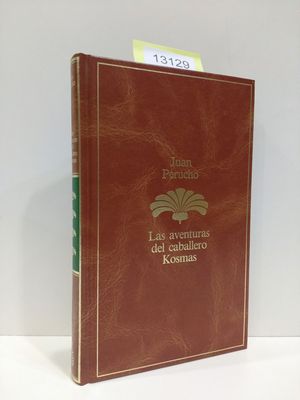 13129
Juan
Perucho
Las aventuras
del caballero
Kosmas